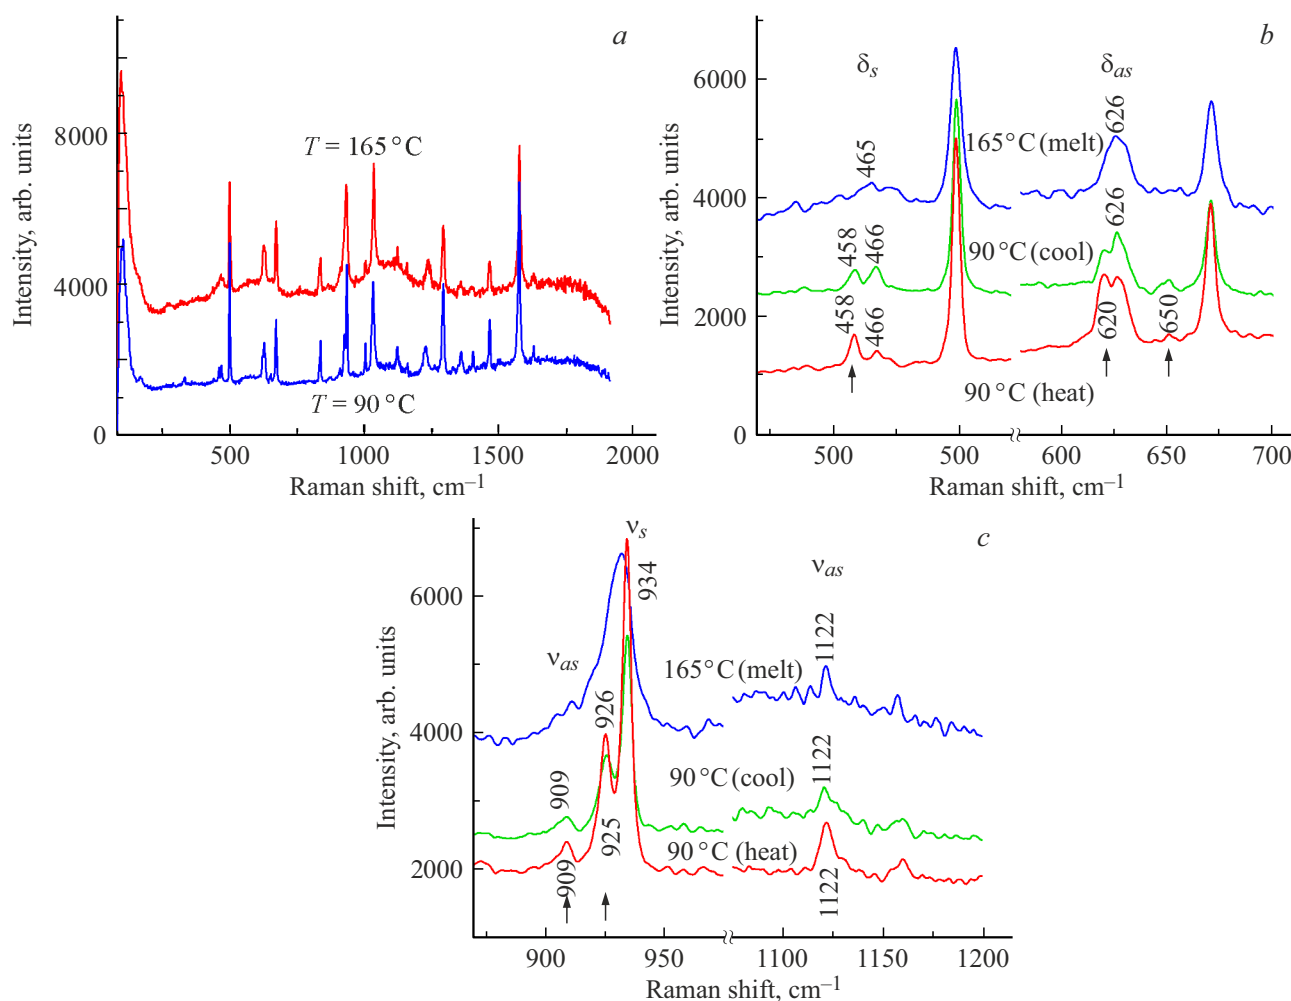 a
Intensity, arb. units
8000
4000
0
T = 165 °C
T = 90 °C
500
1000
1500
2000
Raman shift, cm–1
b
Intensity, arb. units
6000
4000
2000
0
δs
δas
465
626
165°C (melt)
458
466
626
90 °C (cool)
458
466
620
650
90 °C (heat)
500
500
600
650
700
Raman shift, cm–1
c
Intensity, arb. units
6000
4000
2000
νs
νas
νas
934
1122
165°C (melt)
926
909
90 °C (cool)
1122
925
909
90 °C (heat)
1122
900
950
1100
1150
1200
Raman shift, cm–1